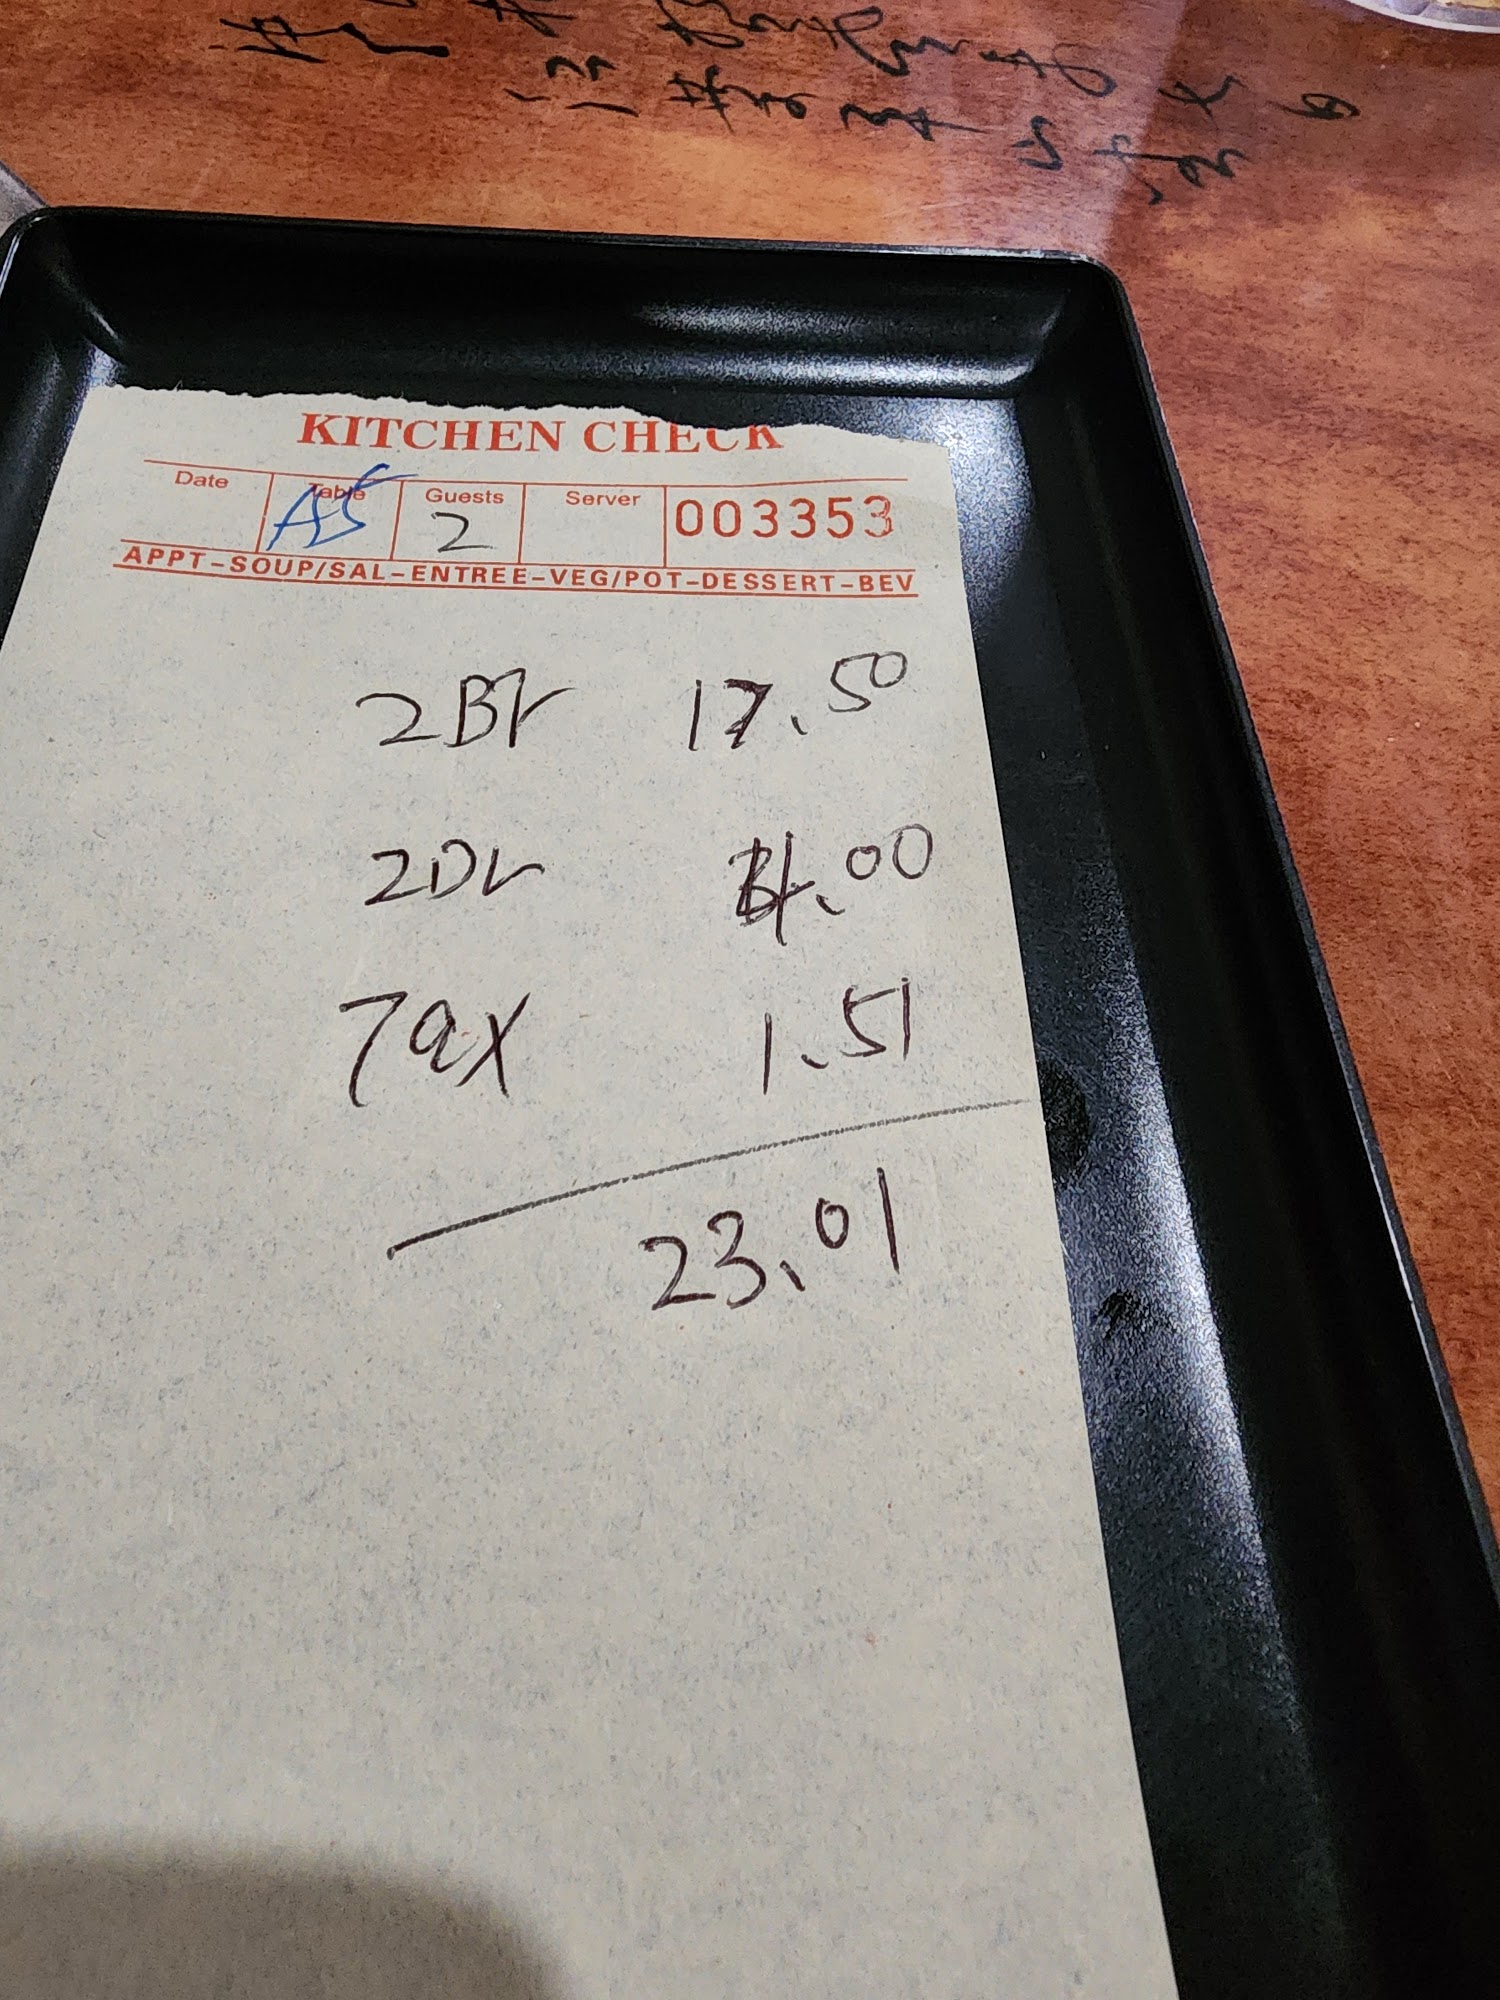 KITCHEN CHECK
Date Table Guests Server 003353
A5 2
APPT-SOUP/SAL-ENTREE-VEG/POT-DESSERT-BEV
2Br 17.50
2Dr 4.00
Tax 1.51
23.01